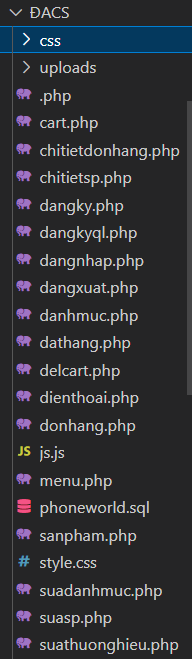 ĐACS
css
uploads
.php
cart.php
chitietdonhang.php
chitietsp.php
dangky.php
dangkyql.php
dangnhap.php
dangxuat.php
danhmuc.php
dathang.php
delcart.php
dienthoai.php
donhang.php
JS js.js
menu.php
phoneworld.sql
sanpham.php
# style.css
suadanhmuc.php
suasp.php
suathuonghieu.php